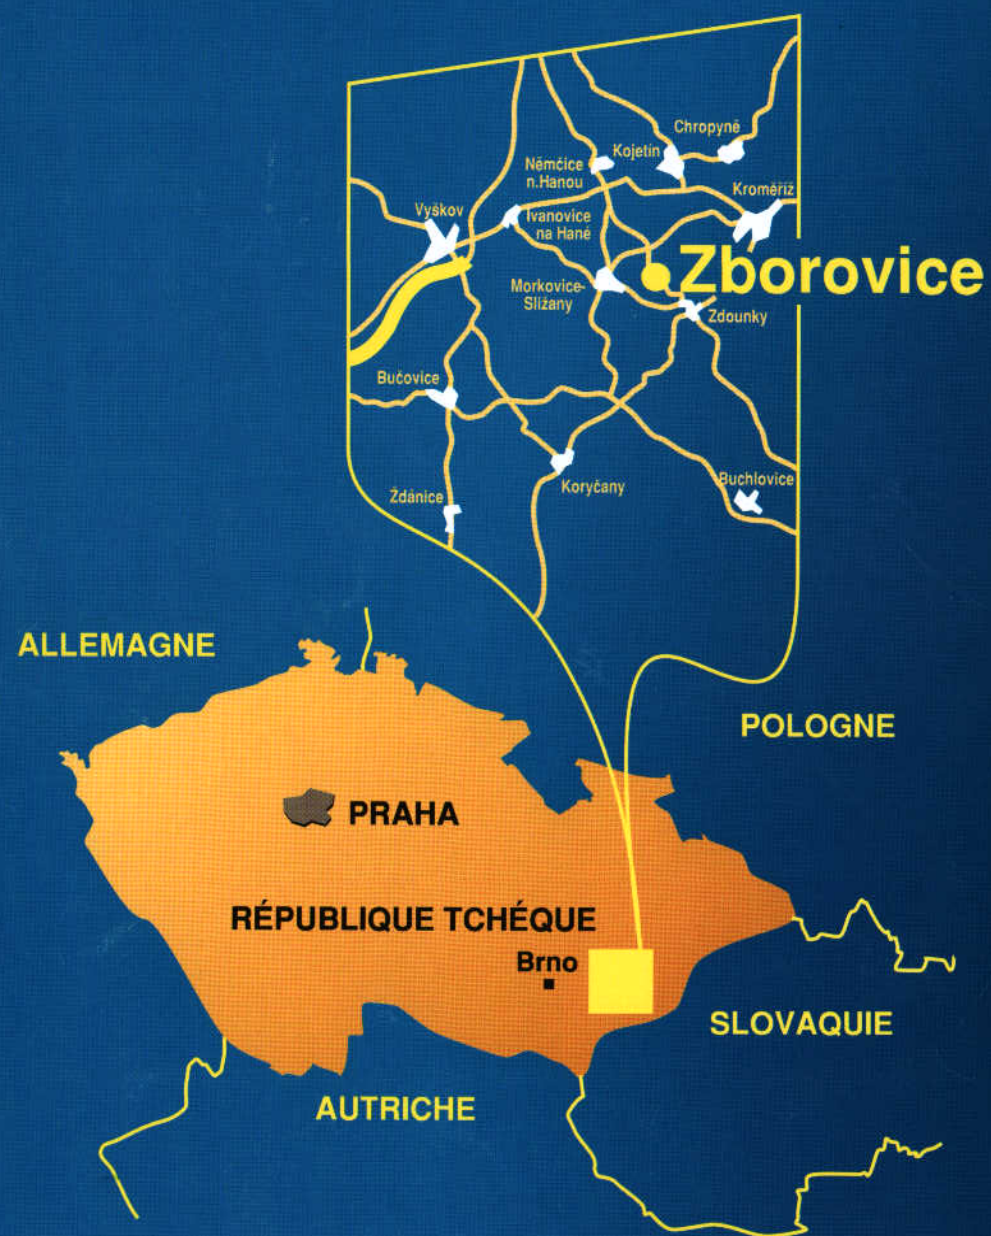 Chropyně
Kojetín
Němčice
n.Hanou
Kroměříž
Vyškov
Ivanovice
na Hané
Zborovice
Morkovice-
Slížany
Zdounky
Bučovice
Koryčany
Buchlovice
Ždánice
ALLEMAGNE
POLOGNE
PRAHA
RÉPUBLIQUE TCHÉQUE
Brno
SLOVAQUIE
AUTRICHE